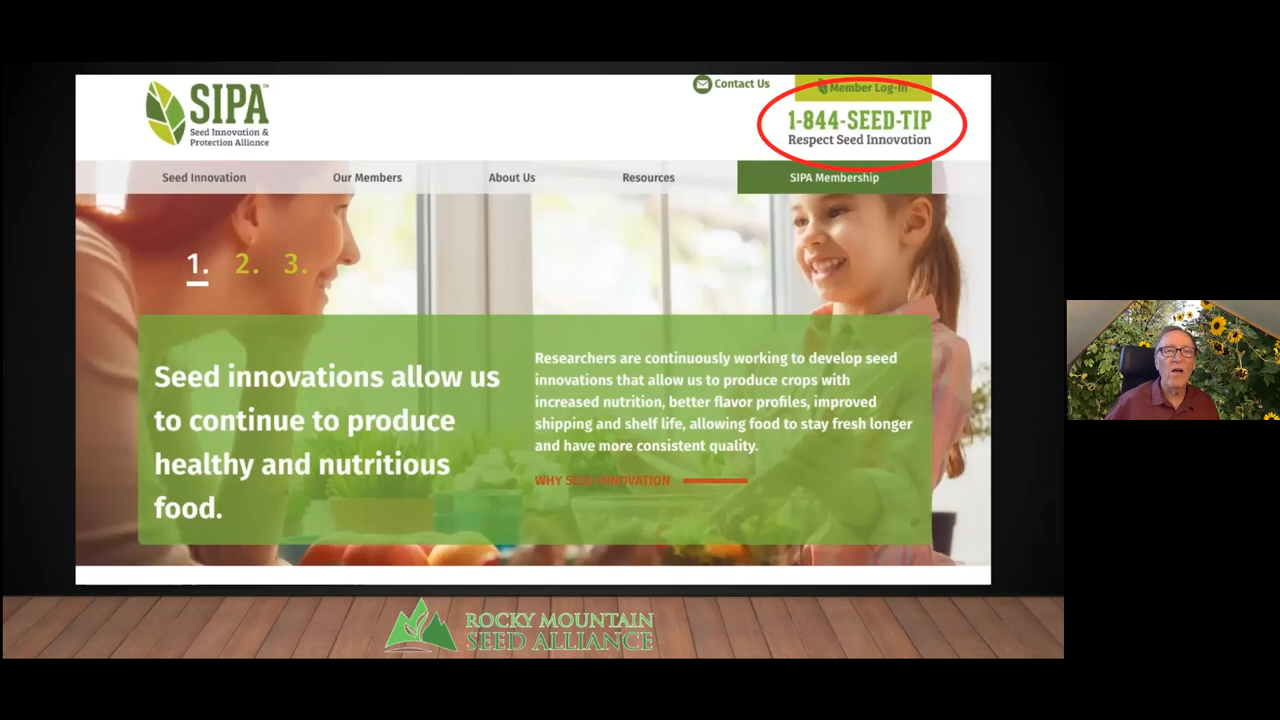 SIPA™
Seed Innovation &
Protection Alliance
Contact Us
Member Log-in
1-844-SEED-TIP
Respect Seed Innovation
Seed Innovation
Our Members
About Us
Resources
SIPA Membership
1. 2. 3.
Seed innovations allow us
to continue to produce
healthy and nutritious
food.
Researchers are continuously working to develop seed
innovations that allow us to produce crops with
increased nutrition, better flavor profiles, improved
shipping and shelf life, allowing food to stay fresh longer
and have more consistent quality.
WHY SEED INNOVATION
ROCKY MOUNTAIN
SEED ALLIANCE